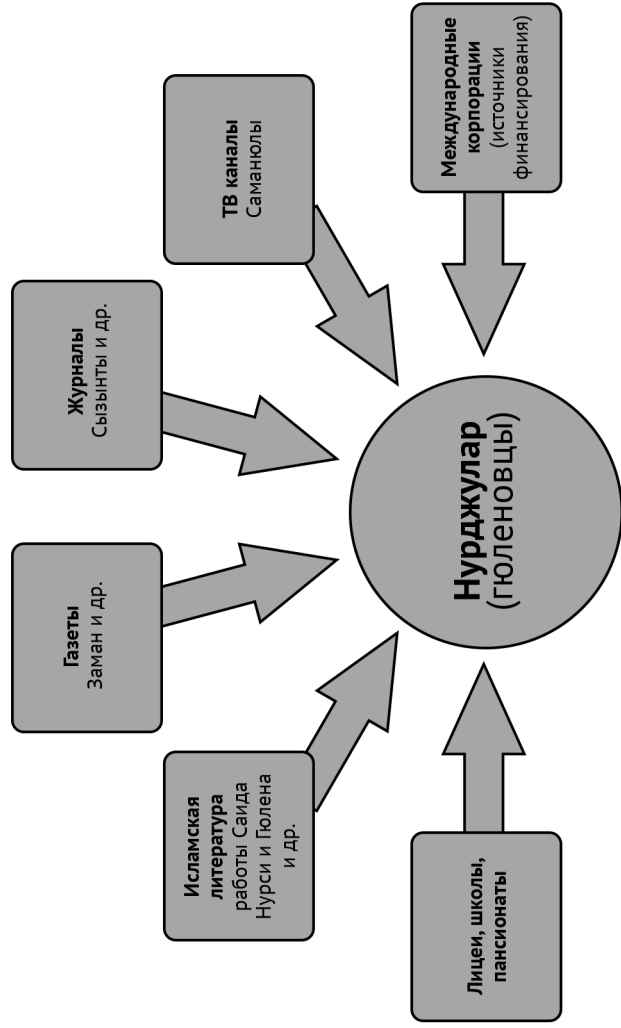 Лицеи, школы,
пансионаты
Исламская
литература
работы Саида
Нурси и Гюлена
и др.
Газеты
Заман и др.
Журналы
Сызынты и др.
ТВ каналы
Саманюлы
Международные
корпорации
(источники
финансирования)
Нурджулар
(гюленовцы)